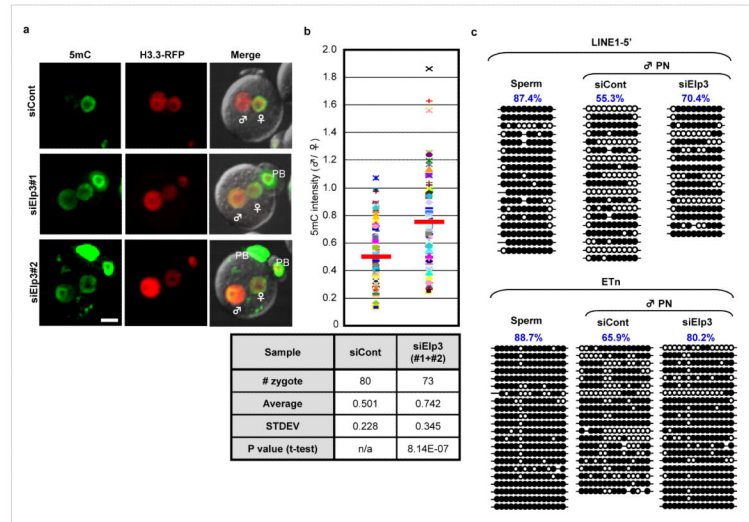 a
5mC H3.3-RFP Merge
siCont
♂ ♀
siElp3#1
PB
♂ ♀
siElp3#2
PB PB
♂ ♀
b
5mC intensity (♂/♀)
2.0
1.8
1.6
1.4
1.2
1.0
0.8
0.6
0.4
0.2
0
Sample siCont siElp3 (#1+#2)
# zygote 80 73
Average 0.501 0.742
STDEV 0.228 0.345
P value (t-test) n/a 8.14E-07
c
LINE1-5'
♂ PN
Sperm siCont siElp3
87.4% 55.3% 70.4%
ETn
♂ PN
Sperm siCont siElp3
88.7% 65.9% 80.2%